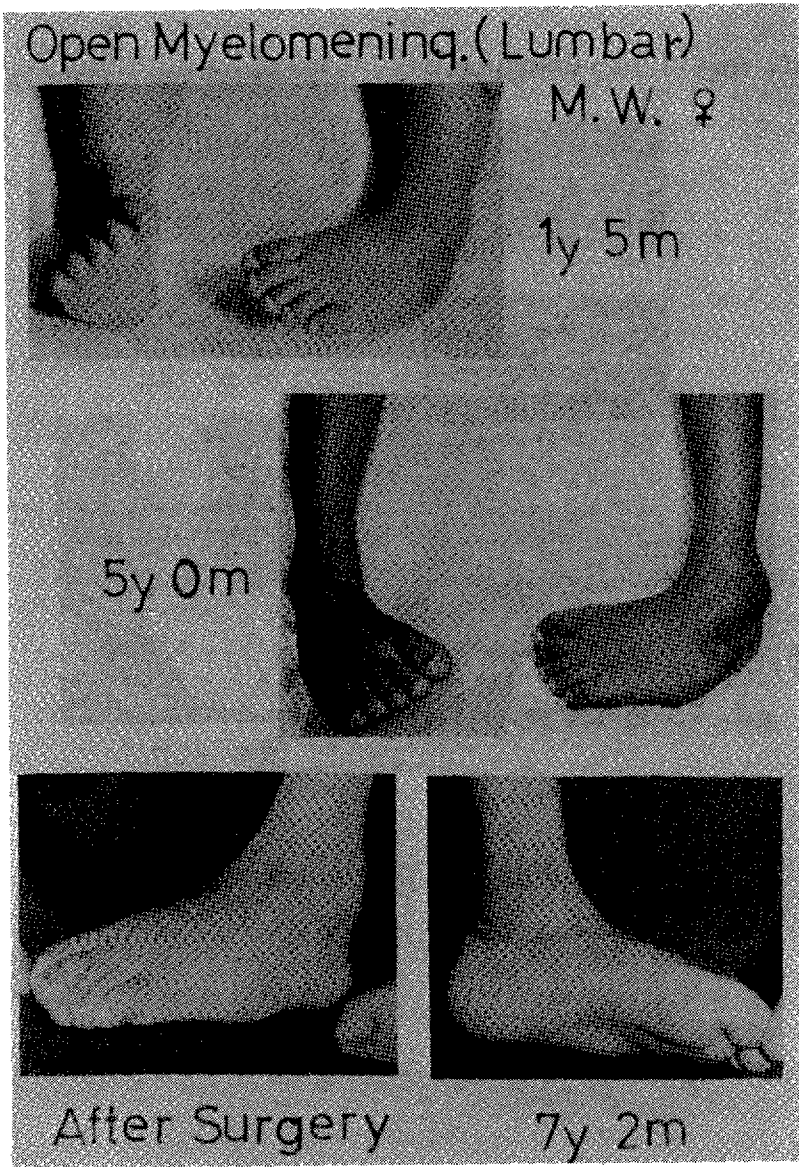 Open Myelomeninq. (Lumbar)
M. W. ♀
1y 5m
5y 0m
After Surgery
7y 2m